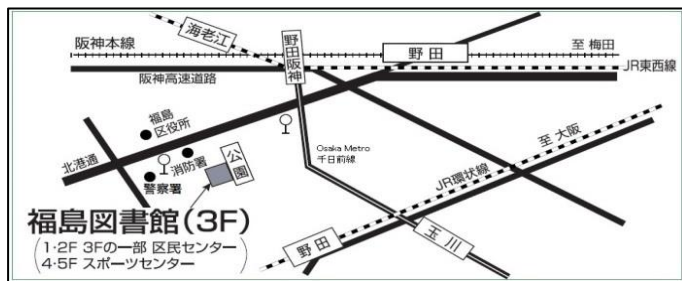 海老江
阪神本線
野田阪神
野田
至 梅田
JR東西線
阪神高速道路
福島
区役所
北港通
消防署
公園
警察署
Osaka Metro
千日前線
至 大阪
JR環状線
福島図書館(3F)
(1·2F 3Fの一部 区民センター
4·5F スポーツセンター)
野田
玉川